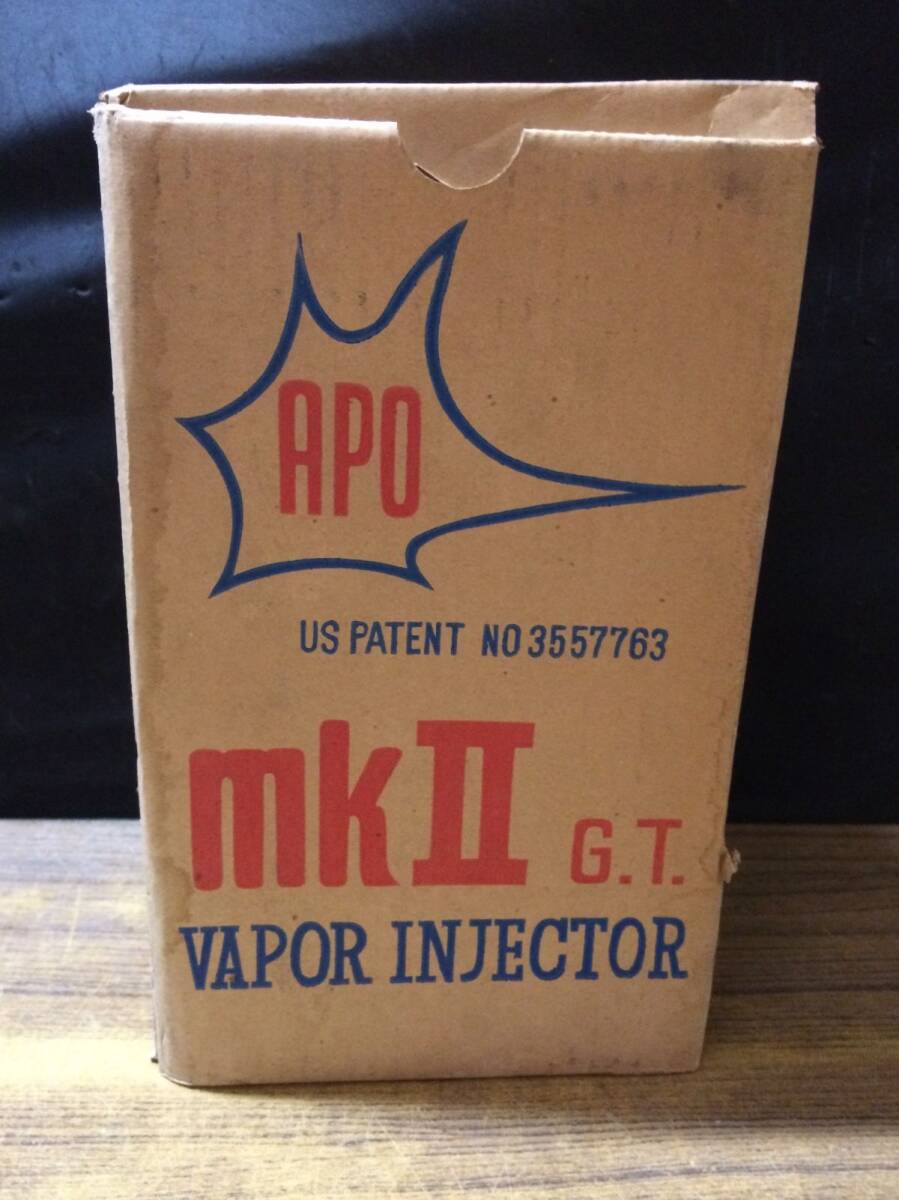 APO
US PATENT NO 3557763
mkII G.T.
VAPOR INJECTOR